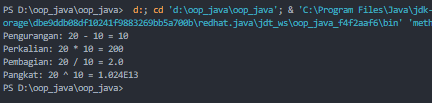 PS D:\oop_java\oop_java>  d:; cd 'd:\oop_java\oop_java'; & 'C:\Program Files\Java\jdk-
orage\dbe9ddb08df10241f9883269bb5a700b\redhat.java\jdt_ws\oop_java_f4f2aaf6\bin' 'met
Pengurangan: 20 - 10 = 10
Perkalian: 20 * 10 = 200
Pembagian: 20 / 10 = 2.0
Pangkat: 20 ^ 10 = 1.024E13
PS D:\oop_java\oop_java>